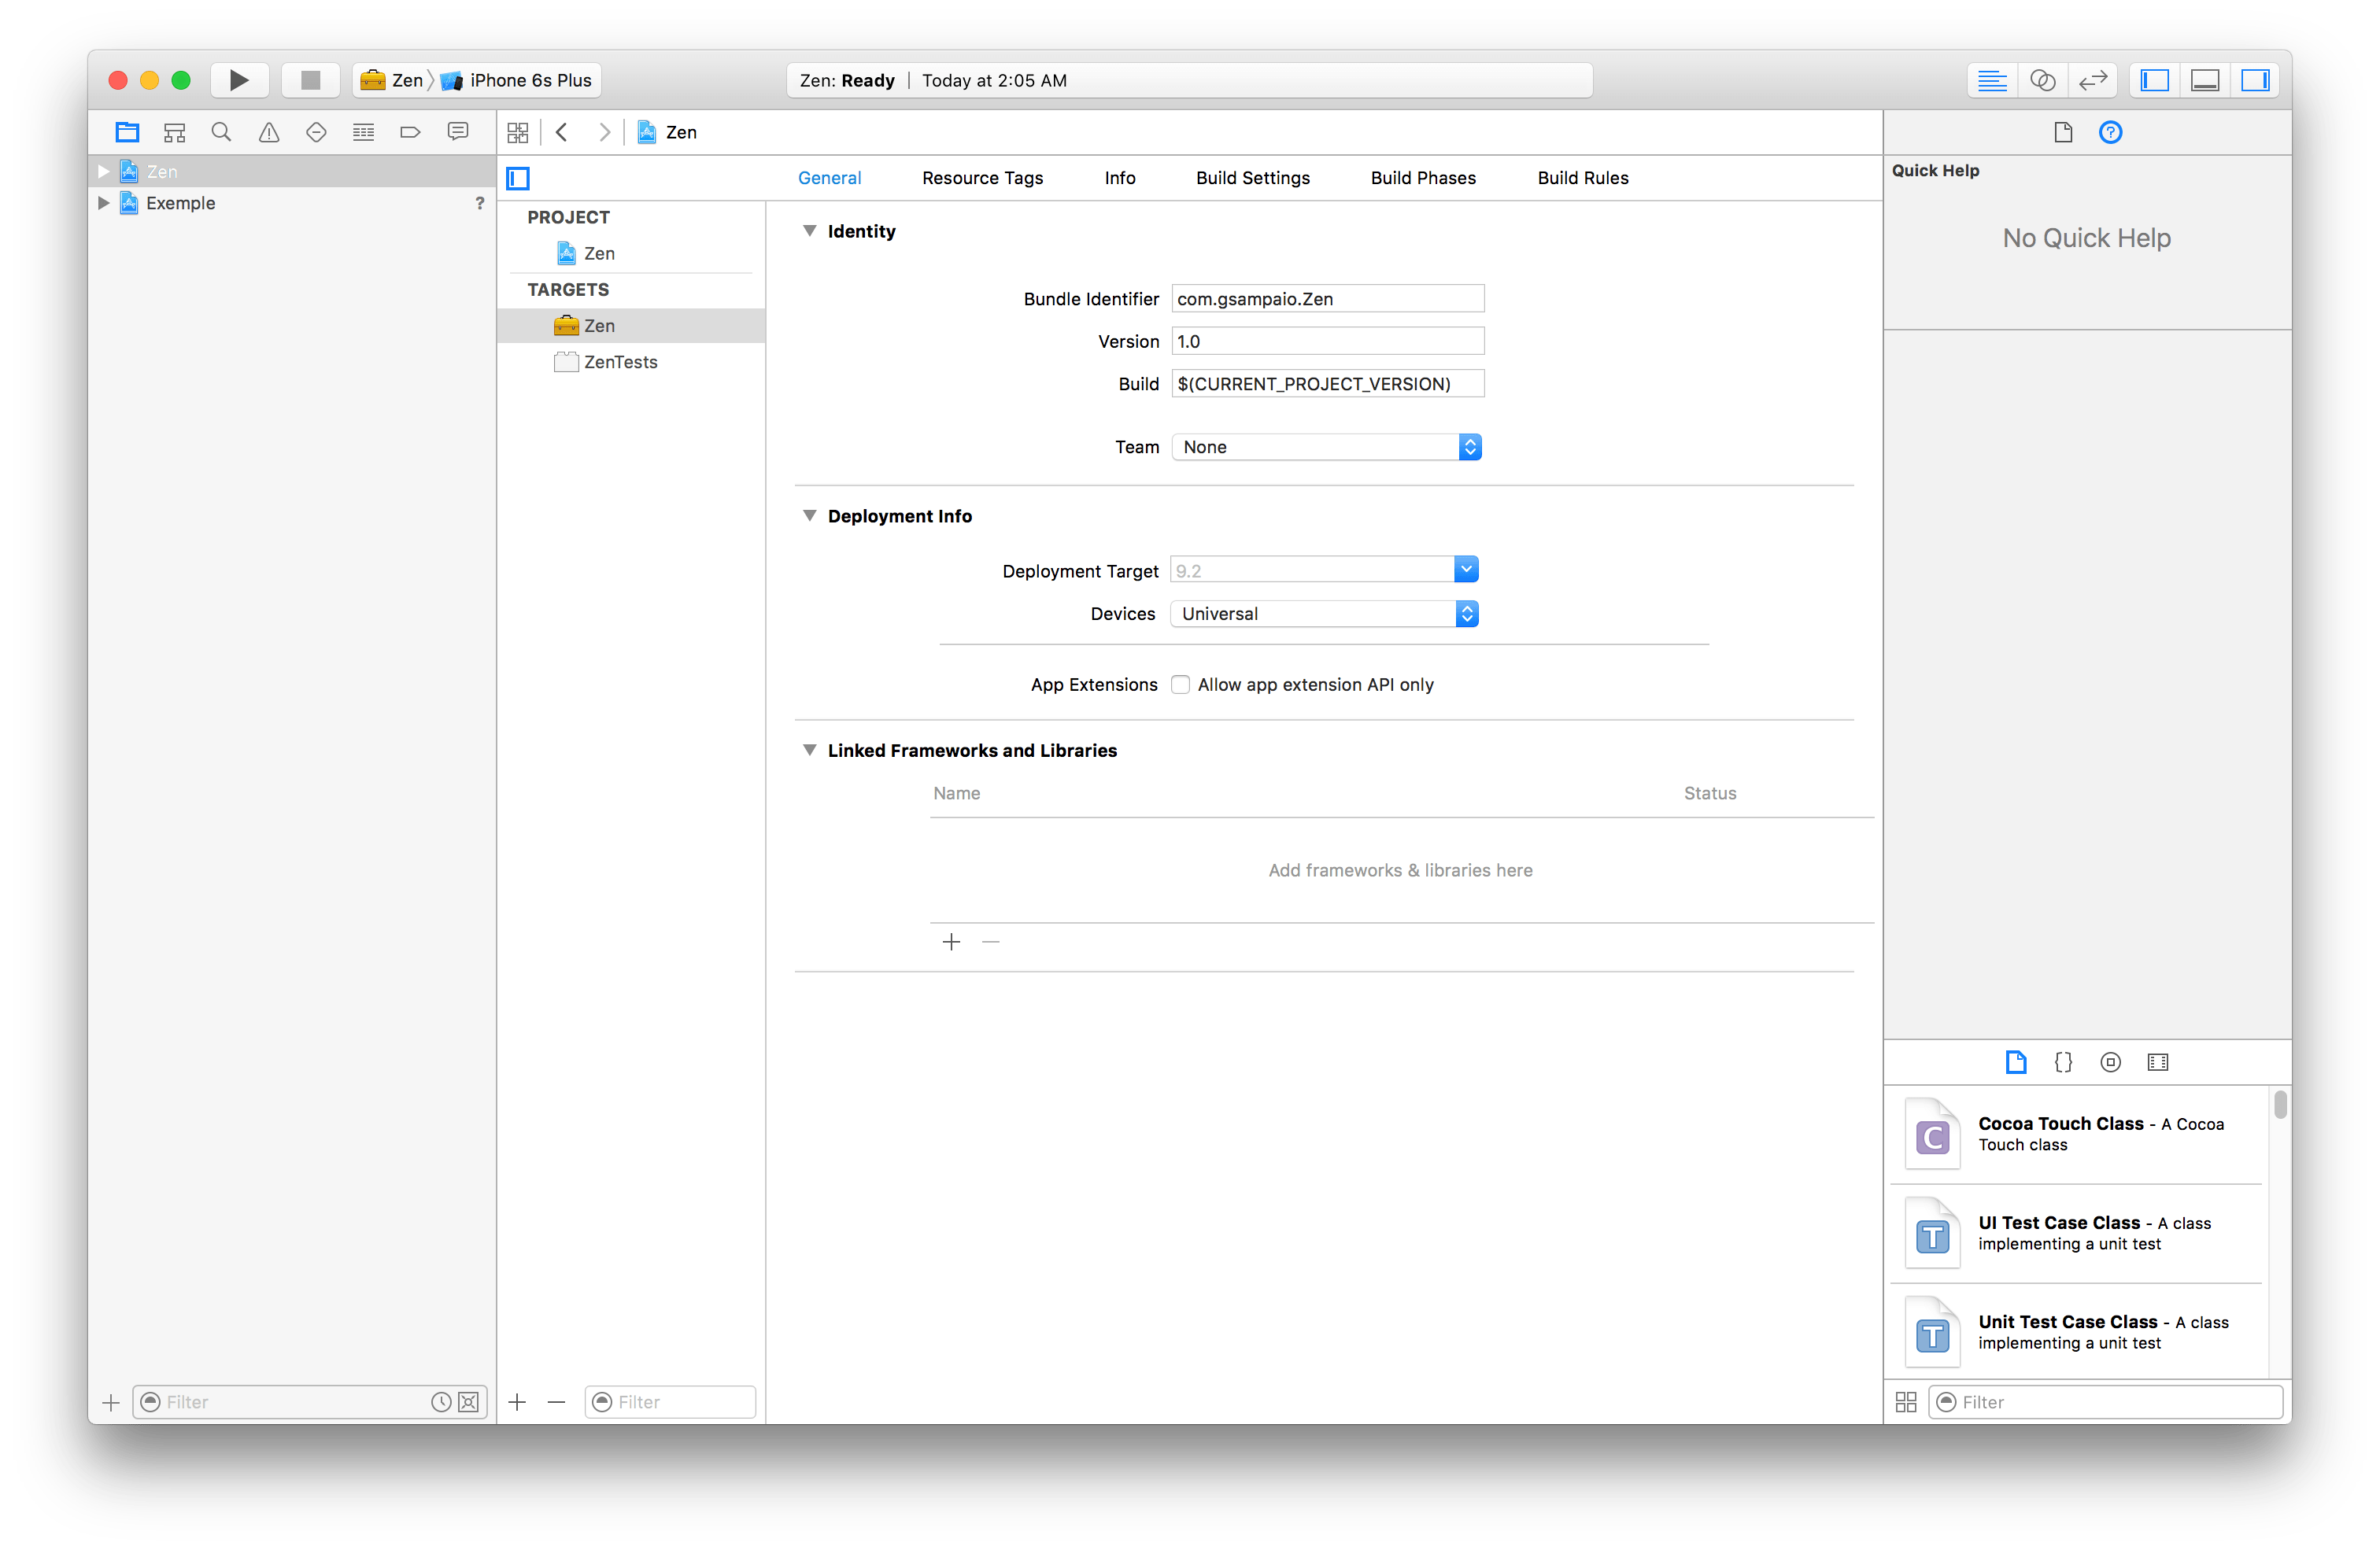 Zen
iPhone 6s Plus
Zen: Ready | Today at 2:05 AM
Zen
Exemple
?
Zen
General
Resource Tags
Info
Build Settings
Build Phases
Build Rules
PROJECT
Zen
TARGETS
Zen
ZenTests
Identity
Bundle Identifier com.gsampaio.Zen
Version 1.0
Build $(CURRENT_PROJECT_VERSION)
Team None
Deployment Info
Deployment Target 9.2
Devices Universal
App Extensions Allow app extension API only
Linked Frameworks and Libraries
Name Status
Add frameworks & libraries here
Quick Help
No Quick Help
Cocoa Touch Class - A Cocoa
Touch class
UI Test Case Class - A class
implementing a unit test
Unit Test Case Class - A class
implementing a unit test
Filter
Filter
Filter